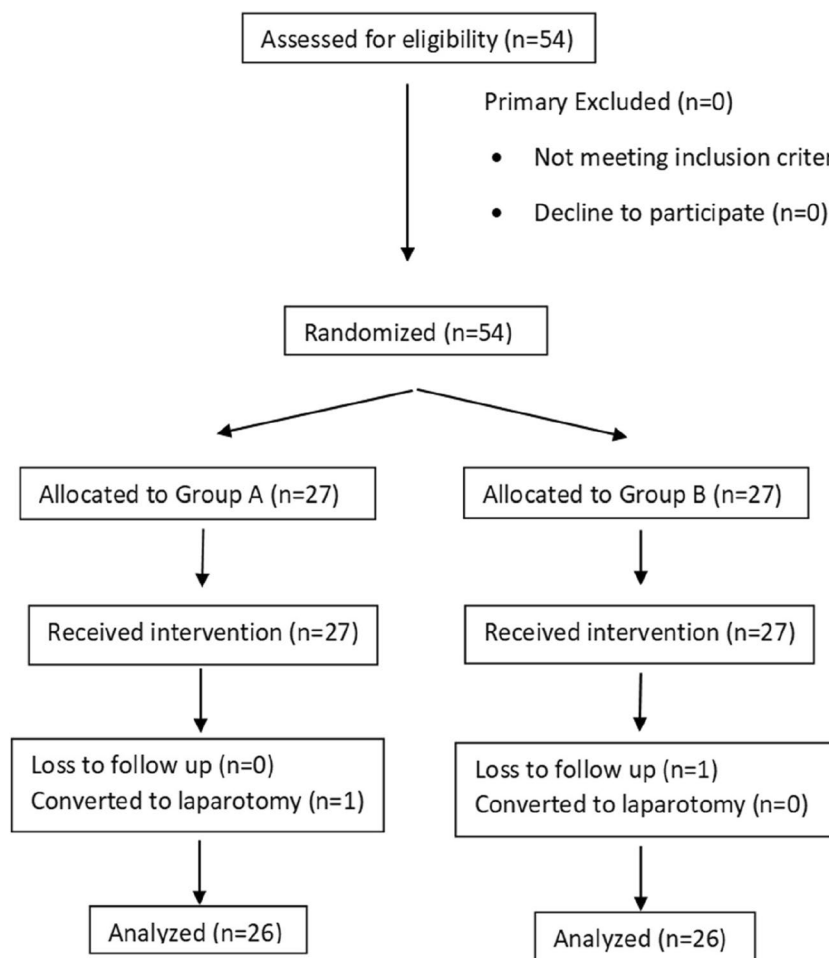 Assessed for eligibility (n=54)
Primary Excluded (n=0)
• Not meeting inclusion
• Decline to participate (n=0)
Randomized (n=54)
Allocated to Group A (n=27)
Allocated to Group B (n=27)
Received intervention (n=27)
Received intervention (n=27)
Loss to follow up (n=0)
Converted to laparotomy (n=1)
Loss to follow up (n=1)
Converted to laparotomy (n=0)
Analyzed (n=26)
Analyzed (n=26)